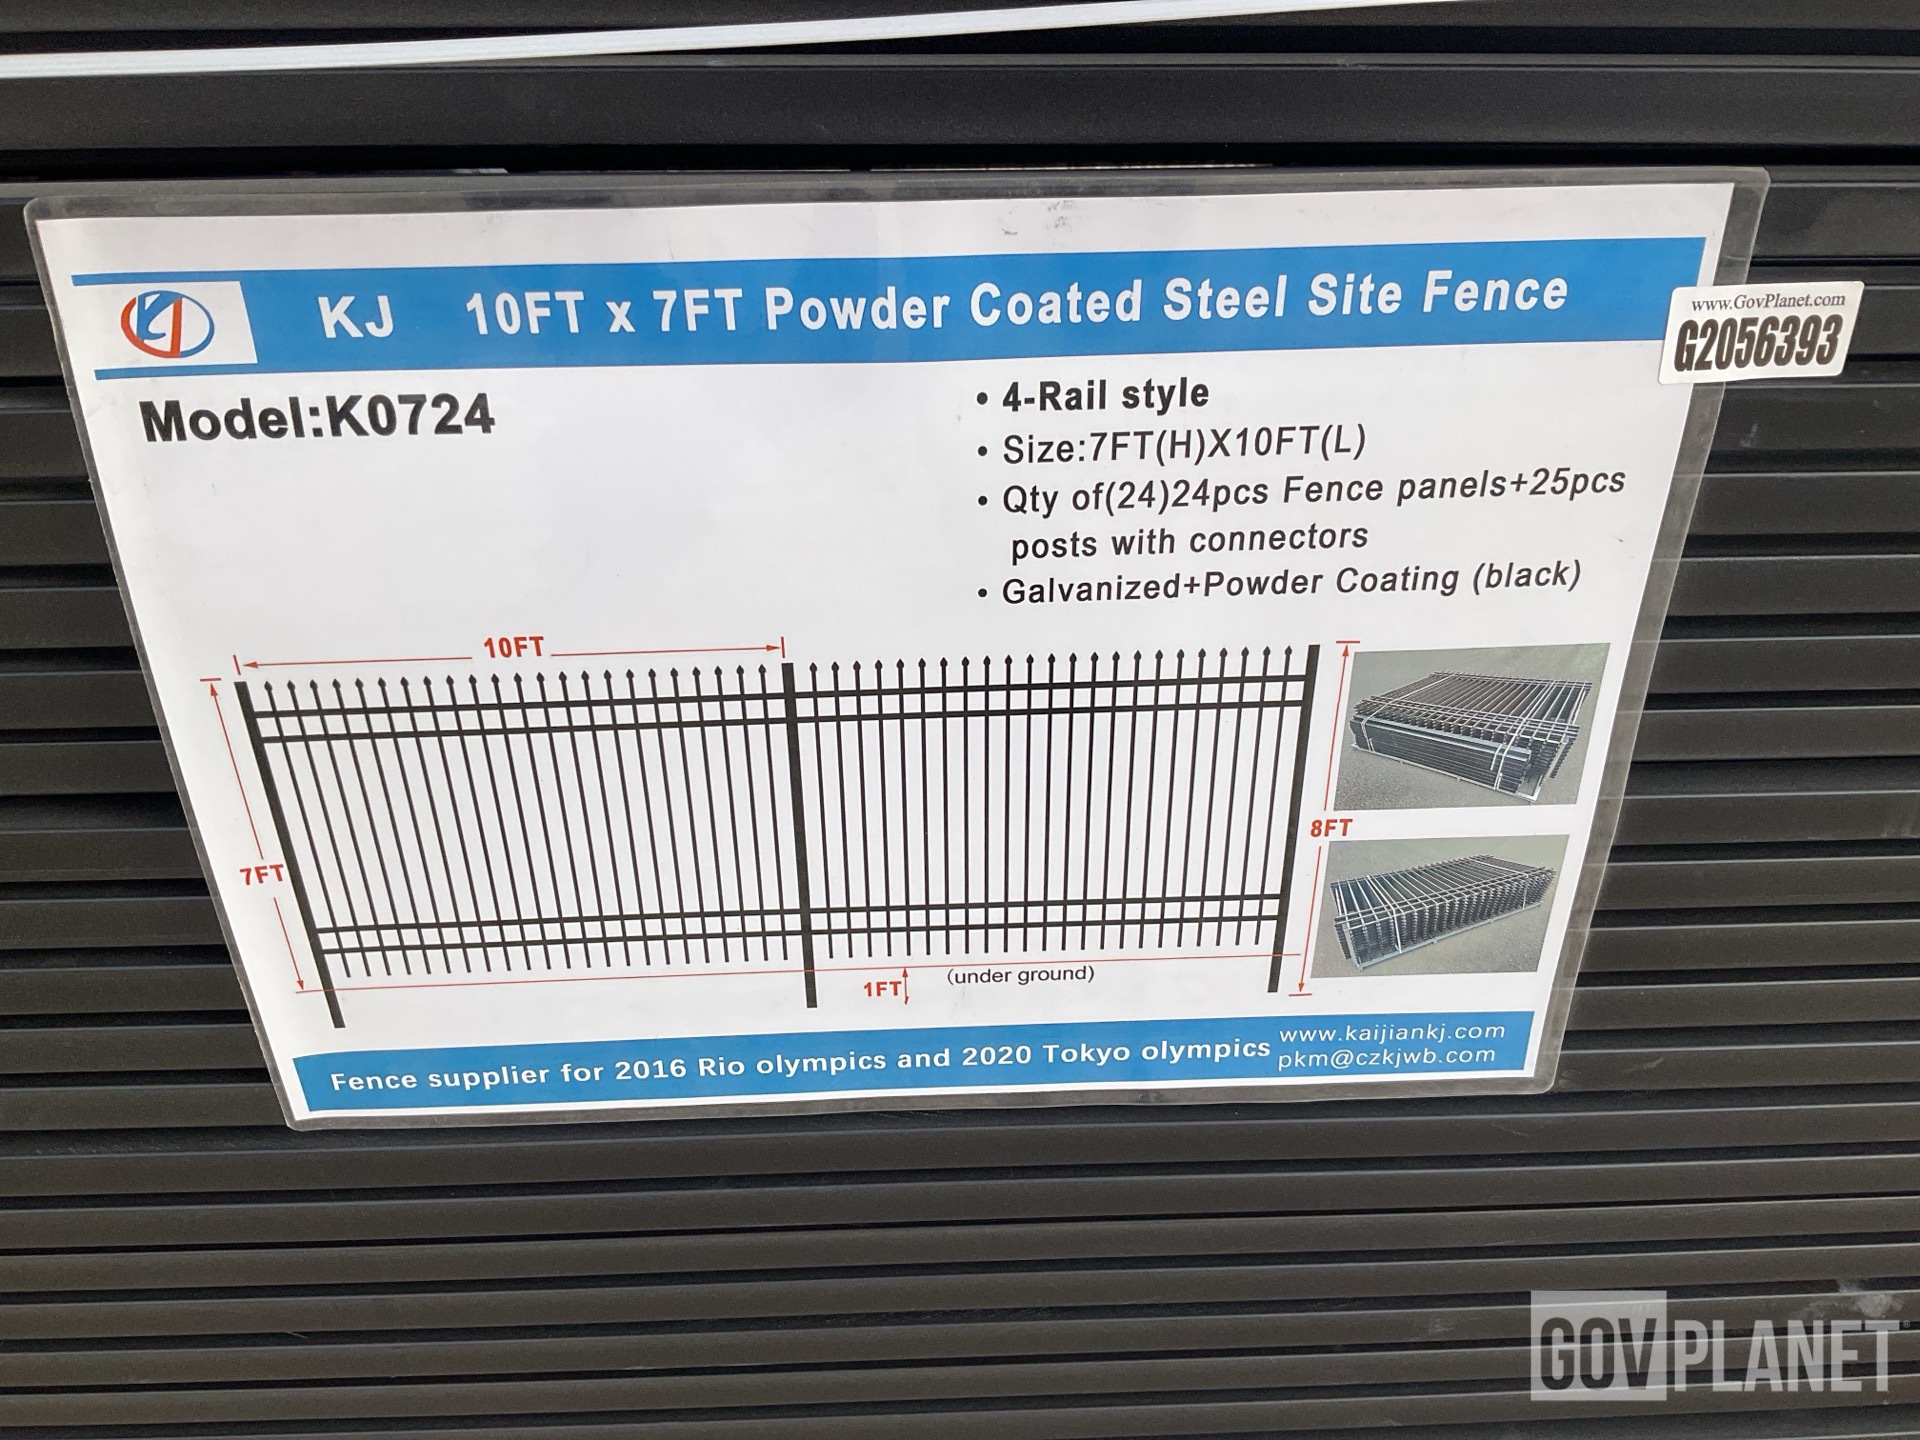 KJ 10FT x 7FT Powder Coated Steel Site Fence
www.GovPlanet.com
G2056393
Model:K0724
• 4-Rail style
• Size:7FT(H)X10FT(L)
• Qty of(24)24pcs Fence panels+25pcs
posts with connectors
• Galvanized+Powder Coating (black)
10FT
7FT
8FT
1FT
(under ground)
Fence supplier for 2016 Rio olympics and 2020 Tokyo olympics
www.kaijiankj.com
pkm@czkjwb.com
GOVPLANET